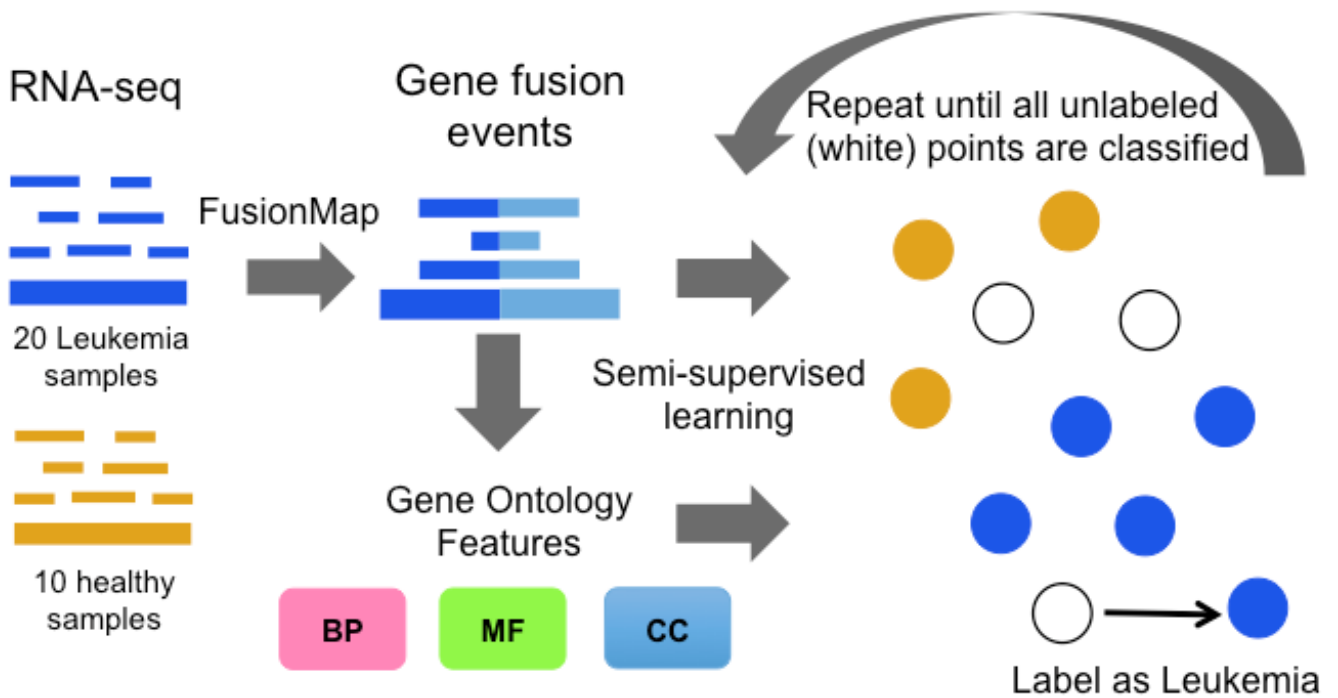 RNA-seq
20 Leukemia
samples
10 healthy
samples
FusionMap
Gene fusion
events
Gene Ontology
Features
BP
MF
CC
Semi-supervised
learning
Repeat until all unlabeled
(white) points are classified
Label as Leukemia